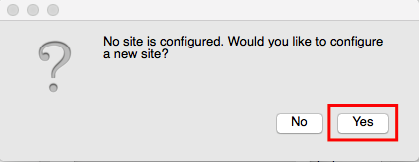 No site is configured. Would you like to configure
a new site?
No
Yes